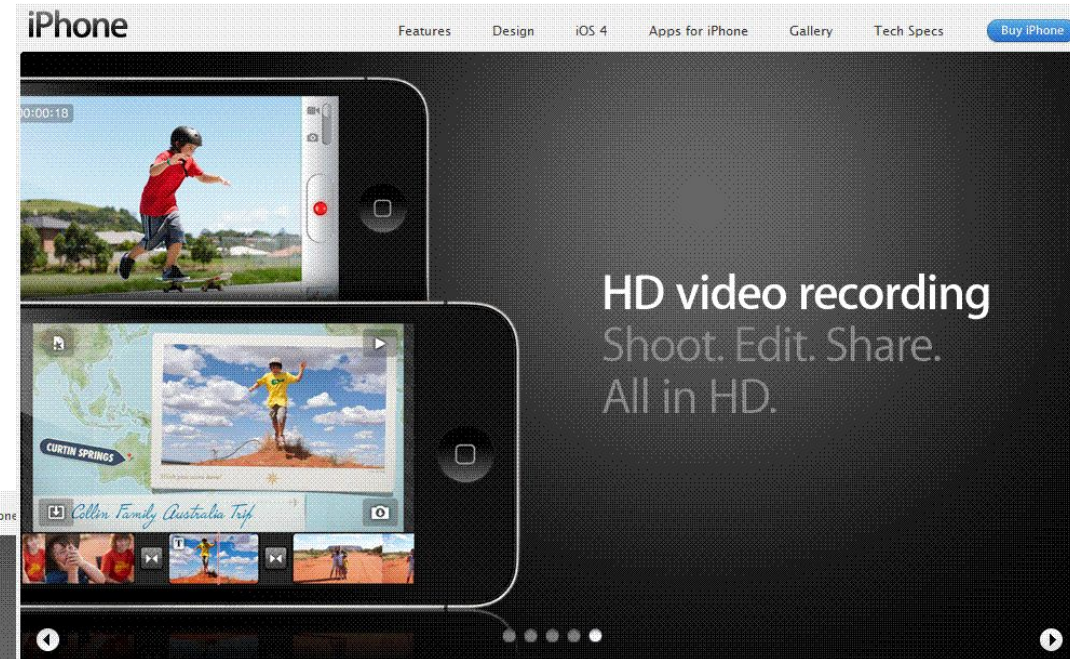 iPhone
Features Design iOS 4 Apps for iPhone Gallery Tech Specs Buy iPhone
00:00:18
HD video recording
Shoot. Edit. Share.
All in HD.
CURTIN SPRINGS
Collin Family Australia Trip
T
one